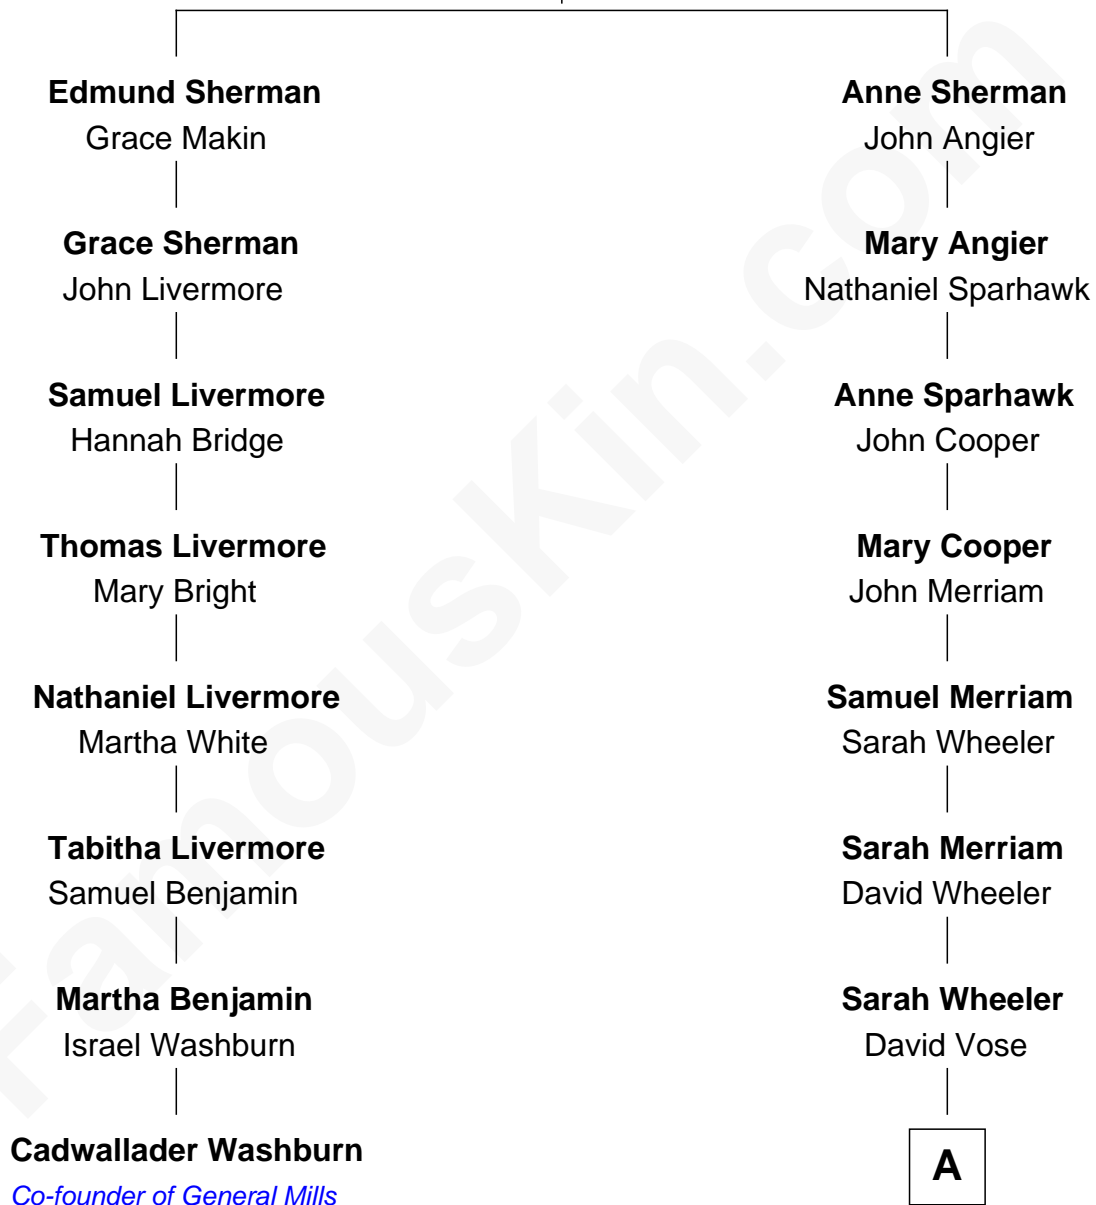 Edmund Sherman
Grace Makin
Anne Sherman
John Angier
Grace Sherman
John Livermore
Mary Angier
Nathaniel Sparhawk
Samuel Livermore
Hannah Bridge
Anne Sparhawk
John Cooper
Thomas Livermore
Mary Bright
Mary Cooper
John Merriam
Nathaniel Livermore
Martha White
Samuel Merriam
Sarah Wheeler
Tabitha Livermore
Samuel Benjamin
Sarah Merriam
David Wheeler
Martha Benjamin
Israel Washburn
Sarah Wheeler
David Vose
Cadwallader Washburn
Co-founder of General Mills
A
FamousKin.com